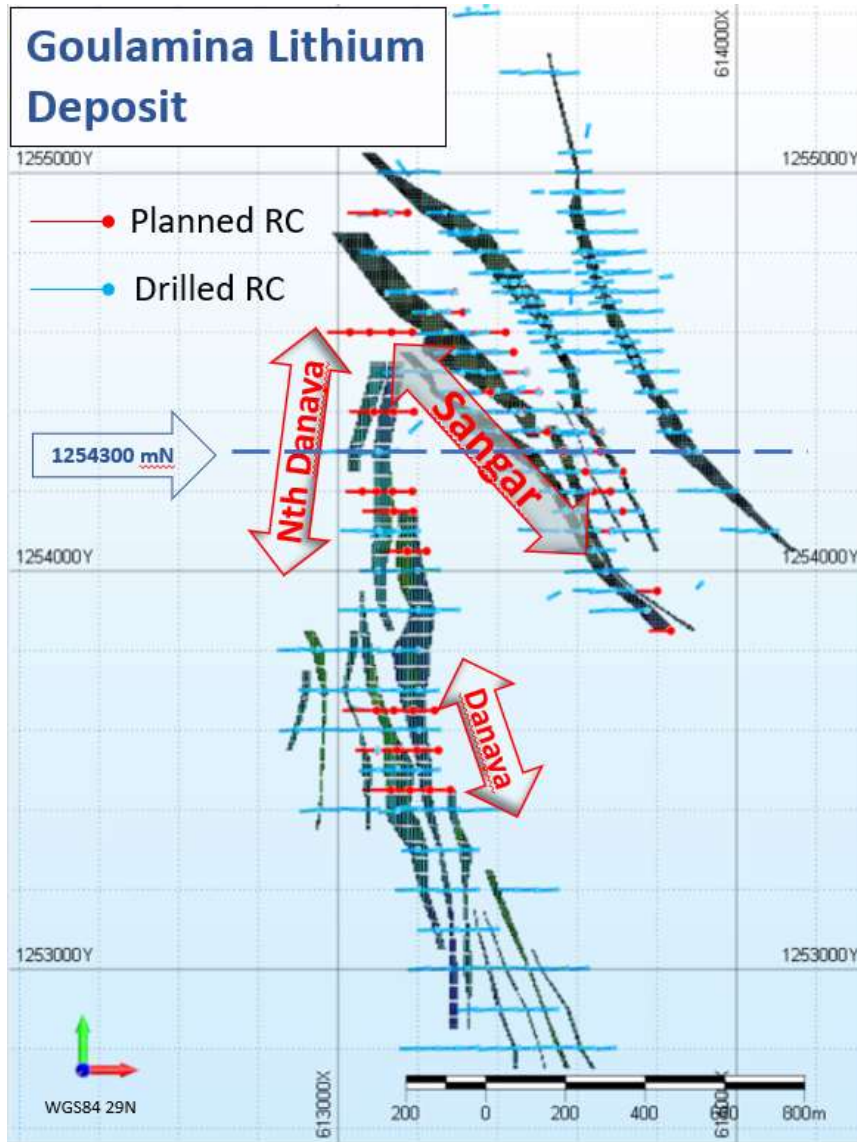 Goulamina Lithium
Deposit
614000X
1255000Y
1255000Y
Planned RC
Drilled RC
Nth Danaya
Sangar
1254300 mN
1254000Y
1254000Y
Danaya
1253000Y
1253000Y
WGS84 29N
613000X
200
0
200
400
600
800m